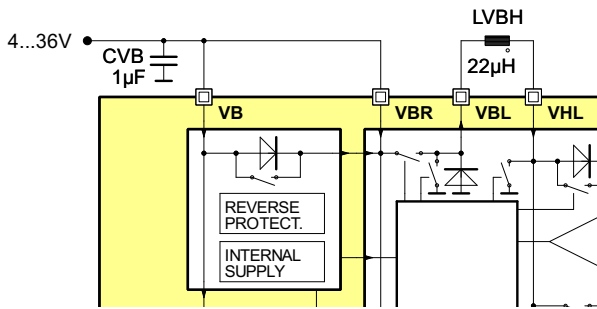 LVBH
4...36V
CVB
1µF
22µH
VB
VBR
VBL
VHL
REVERSE
PROTECT.
INTERNAL
SUPPLY